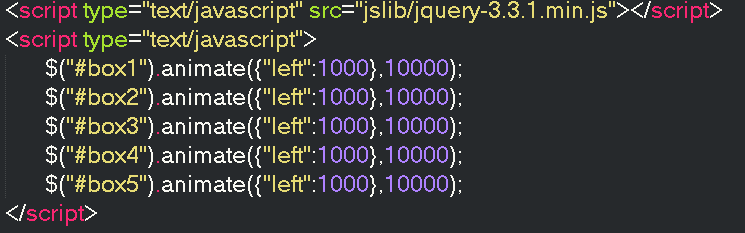 <script type="text/javascript" src="jslib/jquery-3.3.1.min.js"></script>
<script type="text/javascript">
$("#box1").animate({"left":1000},10000);
$("#box2").animate({"left":1000},10000);
$("#box3").animate({"left":1000},10000);
$("#box4").animate({"left":1000},10000);
$("#box5").animate({"left":1000},10000);
</script>